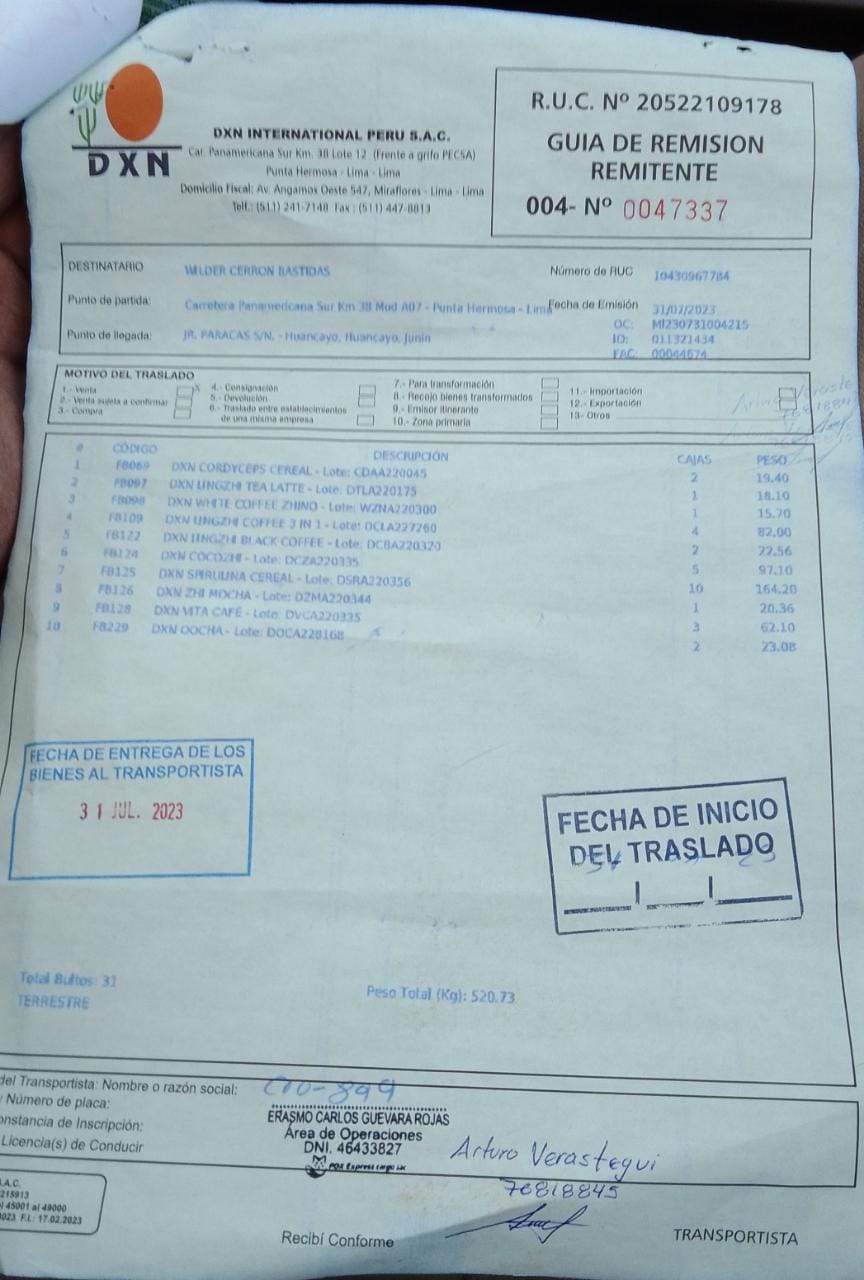 DXN
DXN INTERNATIONAL PERU S.A.C.
Car. Panamericana Sur Km. 38 Lote 12 (Frente a grifo PECSA)
Punta Hermosa - Lima - Lima
Domicilio Fiscal: Av. Angamos Oeste 547, Miraflores - Lima - Lima
Telf.: (511) 241-7148 Fax : (511) 447-8813
R.U.C. Nº 20522109178
GUIA DE REMISION
REMITENTE
004- Nº 0047337
DESTINATARIO WILDER CERRON BASTIDAS Número de RUC 10430967784
Punto de partida: Carretera Panamericana Sur Km 38 Mod A07 - Punta Hermosa - Lima Fecha de Emisión 31/07/2023
OC: MI230731004215
Punto de llegada: JR. PARACAS S/N. - Huancayo, Huancayo, Junin ID: 011321434
FAC: 00044674
MOTIVO DEL TRASLADO
1.- Venta X
2.- Venta sujeta a confirmar
3.- Compra
4.- Consignación
5.- Devolución
6.- Traslado entre establecimientos
de una misma empresa
7.- Para transformación
8.- Recojo bienes transformados
9.- Emisor itinerante
10.- Zona primaria
11.- Importación
12.- Exportación
13- Otros
# CÓDIGO DESCRIPCIÓN CAJAS PESO
1 FB069 DXN CORDYCEPS CEREAL - Lote: CDAA220045 2 19.40
2 FB097 DXN LINGZHI TEA LATTE - Lote: DTLA220175 1 18.10
3 FB098 DXN WHITE COFFEE ZHINO - Lote: WZNA220300 1 15.70
4 FB109 DXN LINGZHI COFFEE 3 IN 1 - Lote: DCLA227260 4 82.00
5 FB122 DXN LINGZHI BLACK COFFEE - Lote: DCBA220320 2 22.56
6 FB124 DXN COCOZHI - Lote: DCZA220335 5 97.10
7 FB125 DXN SPIRULINA CEREAL - Lote: DSRA220356 10 164.20
8 FB126 DXN ZHI MOCHA - Lote: DZMA220344 1 20.36
9 FB128 DXN VITA CAFÉ - Lote: DVCA220335 3 62.10
10 FB229 DXN OOCHA - Lote: DOCA228168 2 23.08
FECHA DE ENTREGA DE LOS
BIENES AL TRANSPORTISTA
31 JUL. 2023
FECHA DE INICIO
DEL TRASLADO
Total Bultos: 31
Peso Total (Kg): 520.73
TERRESTRE
del Transportista: Nombre o razón social:
Número de placa:
onstancia de Inscripción:
Licencia(s) de Conducir
ERASMO CARLOS GUEVARA ROJAS
Área de Operaciones
DNI. 46433827
Arturo Verastegui
76818845
.A.C.
215913
45001 al 49000
023 F.I.: 17.02.2023
Recibí Conforme
TRANSPORTISTA